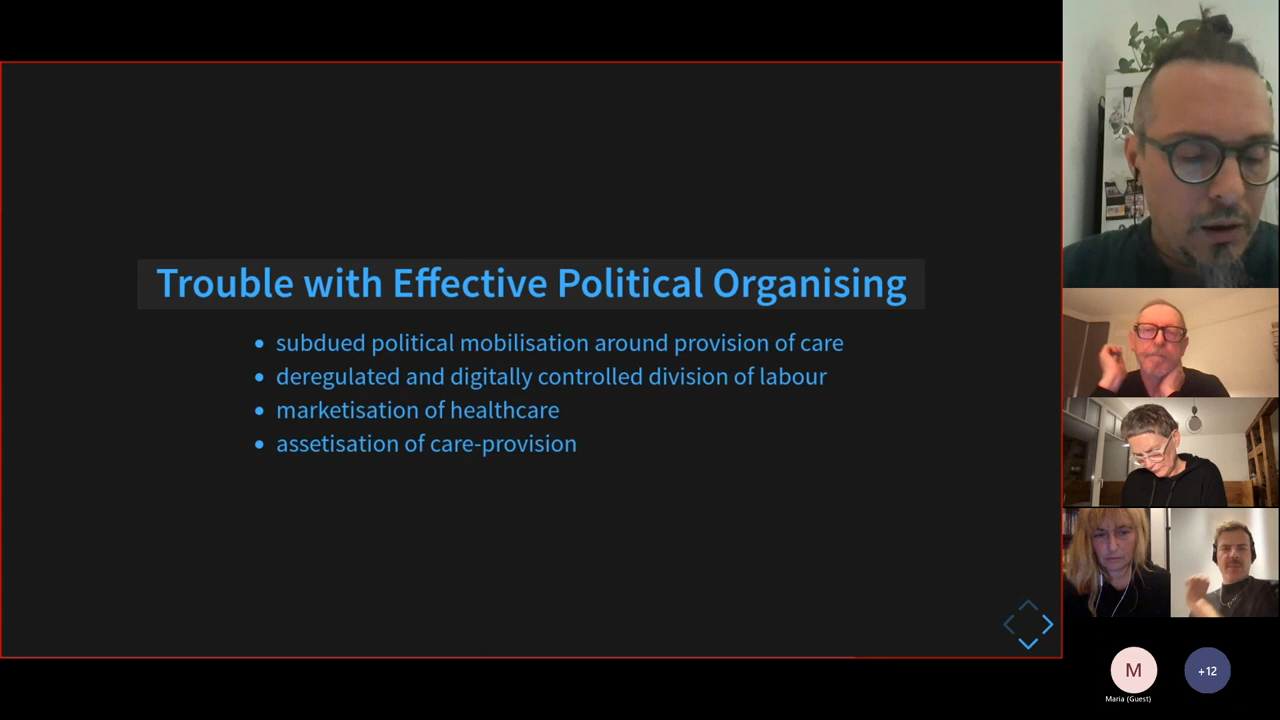 Trouble with Effective Political Organising
subdued political mobilisation around provision of care
deregulated and digitally controlled division of labour
marketisation of healthcare
assetisation of care-provision
M
+12
Maria (Guest)